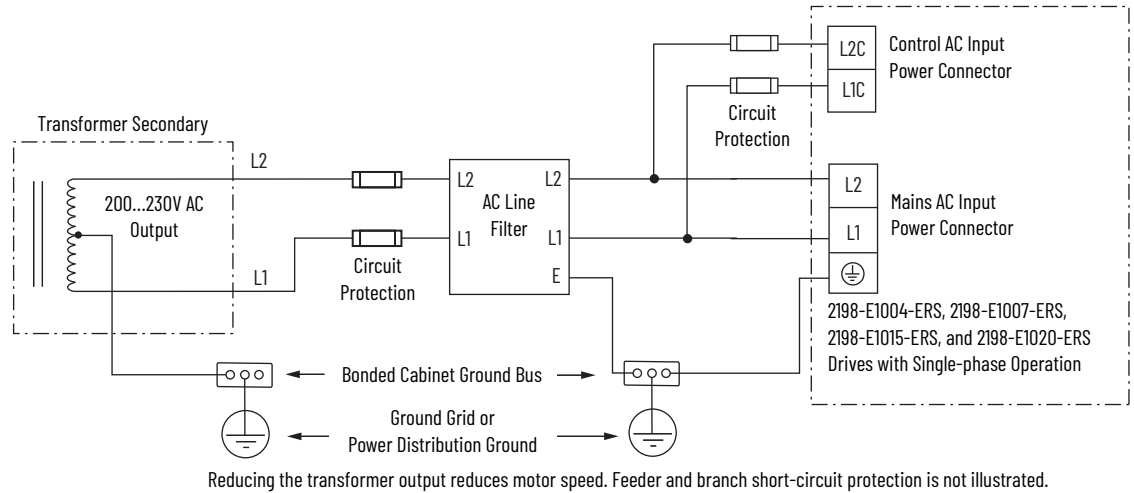 L2C
Control AC Input
Power Connector
L1C
Circuit
Protection
Transformer Secondary
L2
200...230V AC
Output
L1
Circuit
Protection
L2
L2
AC Line
Filter
L1
L1
E
L2
Mains AC Input
Power Connector
L1
2198-E1004-ERS, 2198-E1007-ERS,
2198-E1015-ERS, and 2198-E1020-ERS
Drives with Single-phase Operation
Bonded Cabinet Ground Bus
Ground Grid or
Power Distribution Ground
Reducing the transformer output reduces motor speed. Feeder and branch short-circuit protection is not illustrated.